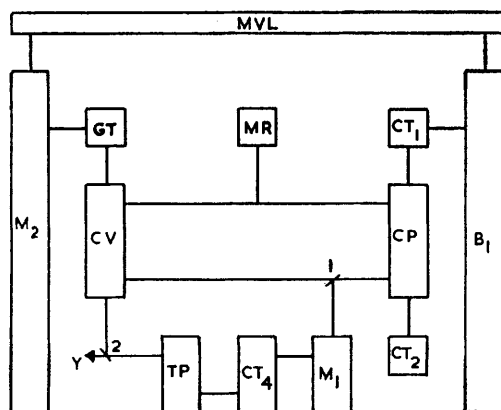 MVL
GT
MR
CT₁
M₂
CV
CP
B₁
1
Y
2
TP
CT₄
M₁
CT₂